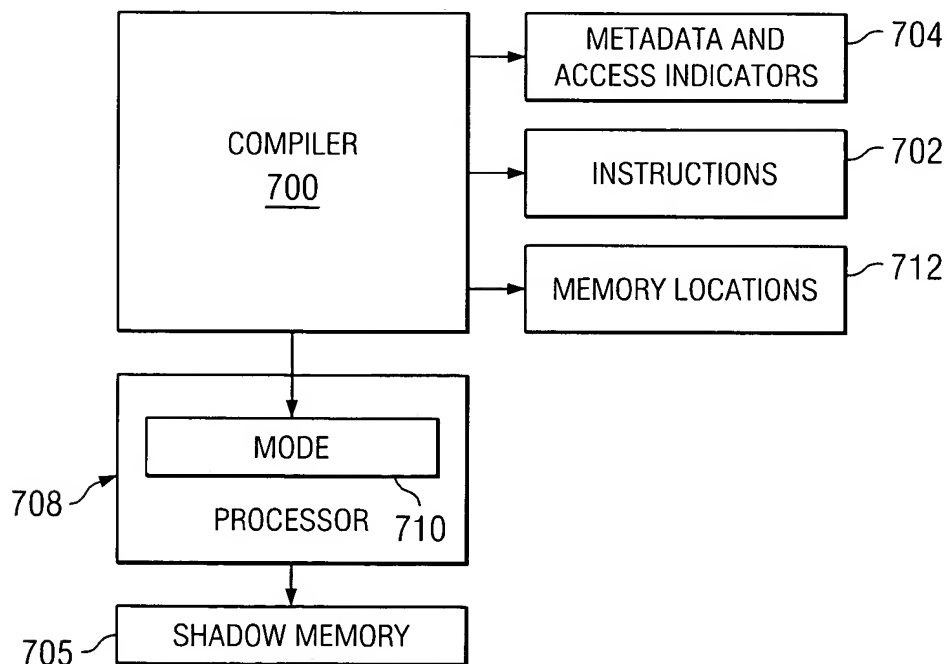 METADATA AND
ACCESS INDICATORS
704
COMPILER
700
INSTRUCTIONS
702
MEMORY LOCATIONS
712
MODE
708
PROCESSOR
710
SHADOW MEMORY
705